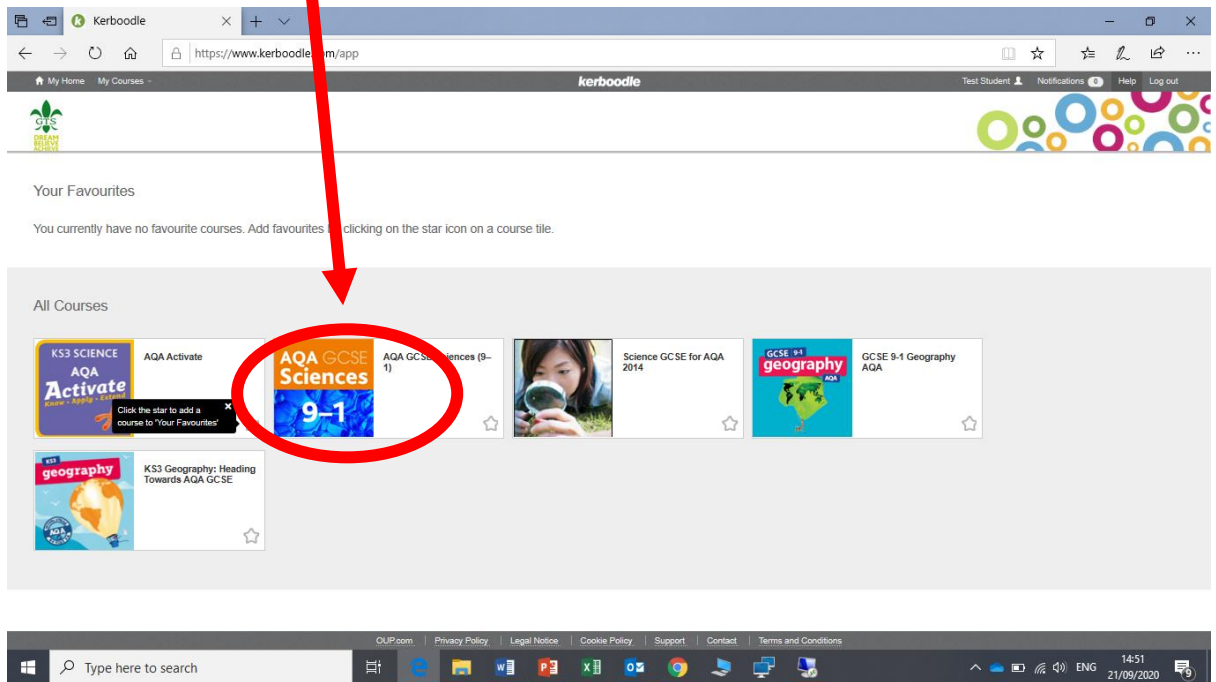 Kerboodle
https://www.kerboodle.com/app
My Home My Courses
kerboodle
Test Student Notifications 0 Help Log out
GTS
DREAM
BELIEVE
ACHIEVE
Your Favourites
You currently have no favourite courses. Add favourites clicking on the star icon on a course tile.
All Courses
KS3 SCIENCE
AQA
Activate
Know • Apply • Extend
AQA Activate
Click the star to add a
course to 'Your Favourites'
AQA GCSE
Sciences
9–1
AQA GCSE Sciences (9–
1)
Science GCSE for AQA
2014
GCSE 9-1
geography
AQA
GCSE 9-1 Geography
AQA
KS3
geography
AQA
KS3 Geography: Heading
Towards AQA GCSE
OUP.com | Privacy Policy | Legal Notice | Cookie Policy | Support | Contact | Terms and Conditions
Type here to search
ENG
14:51
21/09/2020
9